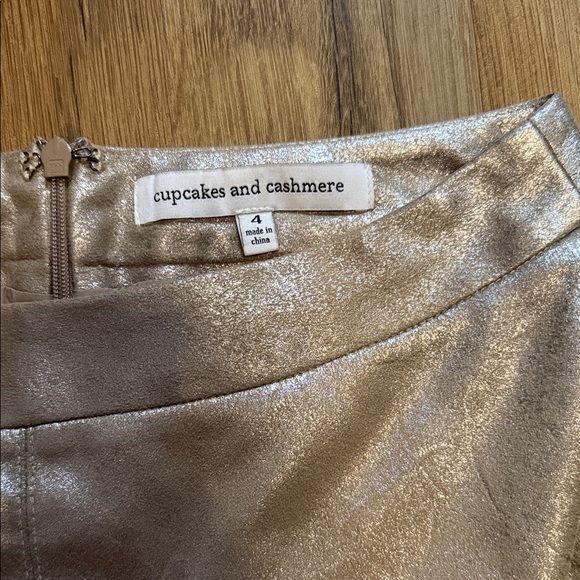 cupcakes and cashmere
4
made in
china